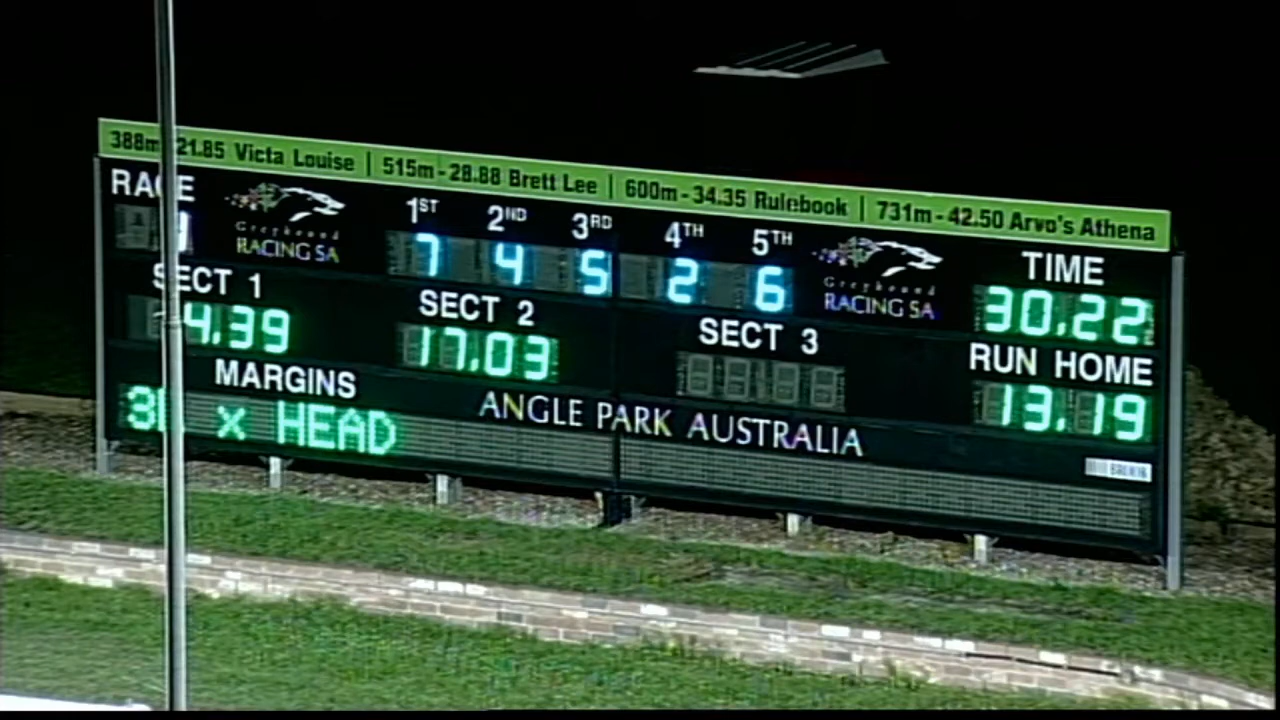 388m - 21.85 Victa Louise | 515m - 28.88 Brett Lee | 600m - 34.35 Rulebook | 731m - 42.50 Arvo's Athena
RACE
Greyhound
RACING SA
1ST 2ND 3RD 4TH 5TH
7 4 5 2 6
Greyhound
RACING SA
TIME
30.22
SECT 1
4.39
SECT 2
17.03
SECT 3
RUN HOME
13.19
MARGINS
x HEAD
ANGLE PARK AUSTRALIA